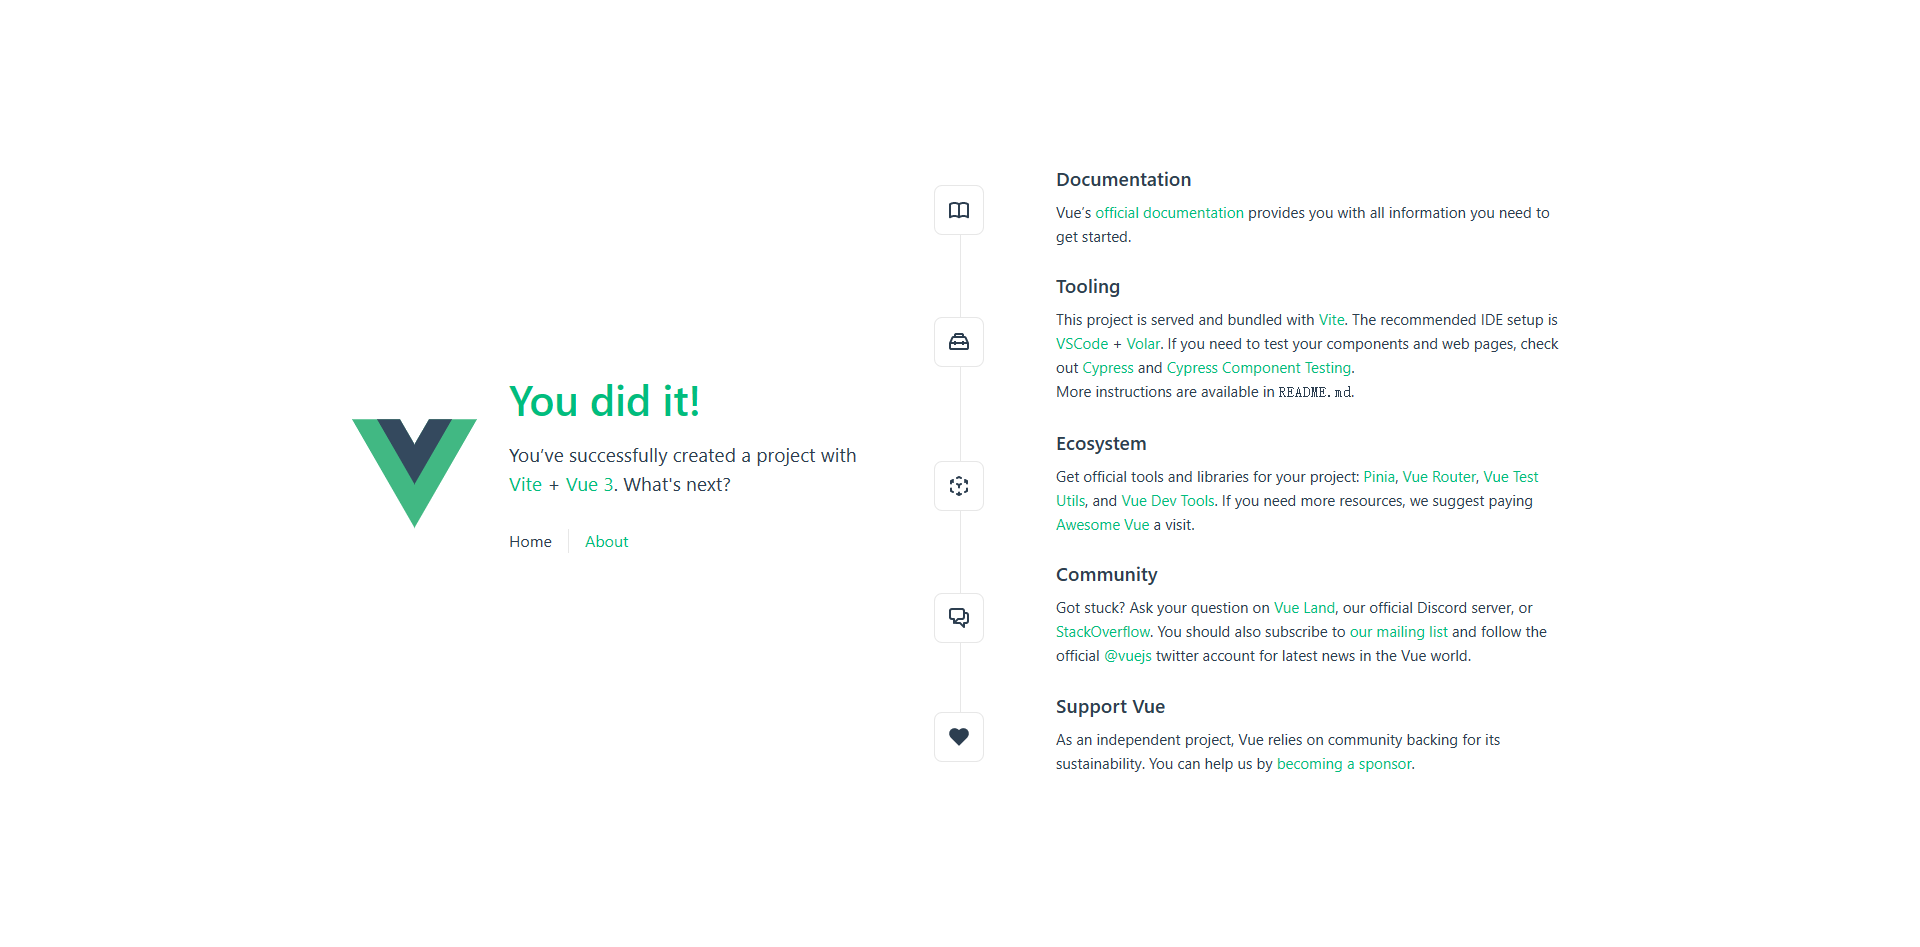 You did it!
You’ve successfully created a project with
Vite + Vue 3. What's next?
Home
About
Documentation
Vue’s official documentation provides you with all information you need to
get started.
Tooling
This project is served and bundled with Vite. The recommended IDE setup is
VSCode + Volar. If you need to test your components and web pages, check
out Cypress and Cypress Component Testing.
More instructions are available in README.md.
Ecosystem
Get official tools and libraries for your project: Pinia, Vue Router, Vue Test
Utils, and Vue Dev Tools. If you need more resources, we suggest paying
Awesome Vue a visit.
Community
Got stuck? Ask your question on Vue Land, our official Discord server, or
StackOverflow. You should also subscribe to our mailing list and follow the
official @vuejs twitter account for latest news in the Vue world.
Support Vue
As an independent project, Vue relies on community backing for its
sustainability. You can help us by becoming a sponsor.